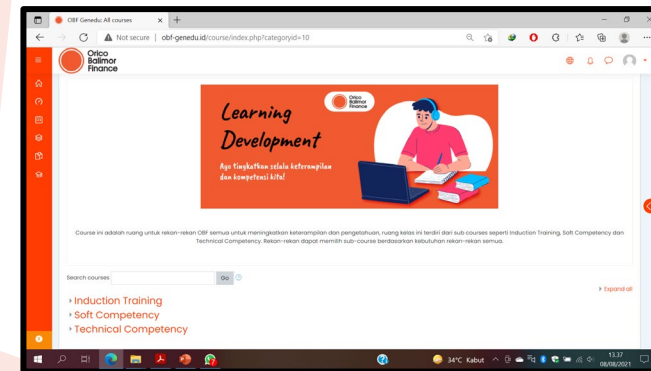 OBF Genedu: All courses
Not secure | obf-genedu.id/course/index.php?categoryid=10
Orico
Balimor
Finance
Learning
Development
Orico
Balimor
Finance
Ayo tingkatkan selalu keterampilan
dan kompetensi kita!
Course ini adalah ruang untuk rekan-rekan OBF semua untuk meningkatkan keterampilan dan pengetahuan, ruang kelas ini terdiri dari sub courses seperti Induction Training, Soft Competency dan
Technical Competency. Rekan-rekan dapat memilih sub-course berdasarkan kebutuhan rekan-rekan semua.
Search courses
Go
Expand all
Induction Training
Soft Competency
Technical Competency
34°C Kabut
13.37
08/08/2021